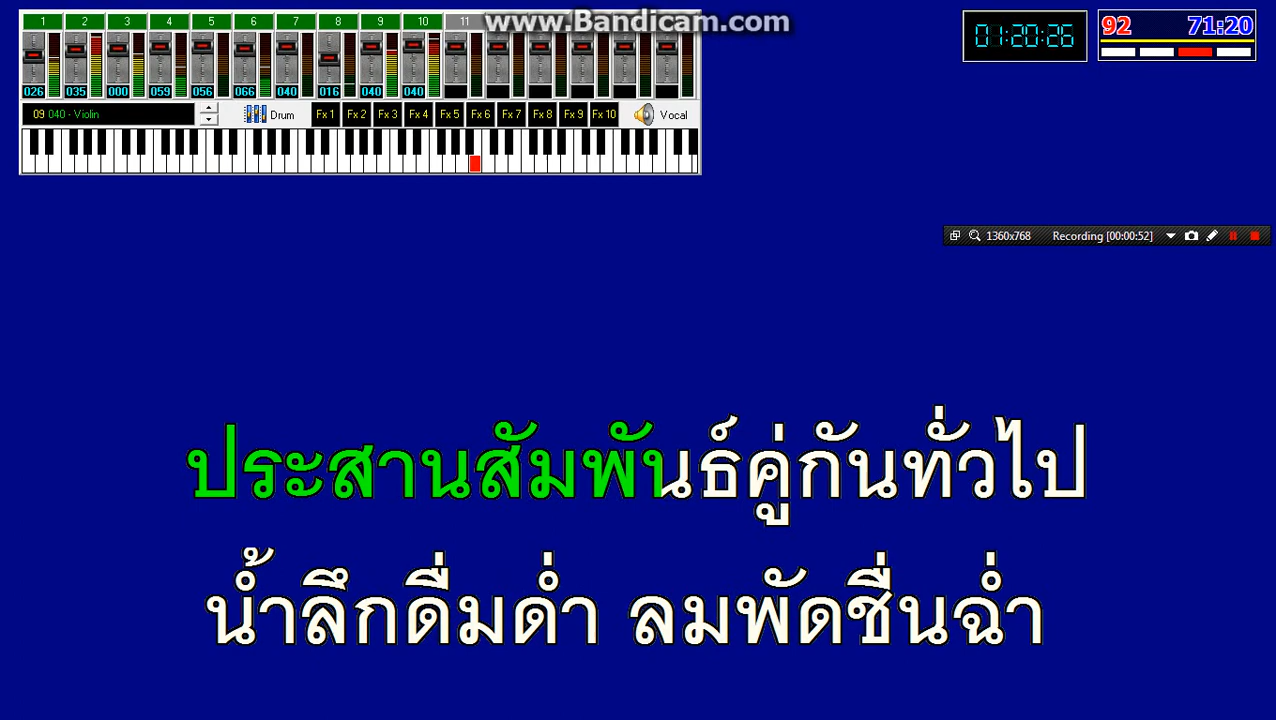 1 2 3 4 5 6 7 8 9 10 11
www.Bandicam.com
01:20:26
92 71:20
026 035 000 059 056 066 040 016 040 040
09 040 - Violin Drum Fx 1 Fx 2 Fx 3 Fx 4 Fx 5 Fx 6 Fx 7 Fx 8 Fx 9 Fx 10 Vocal
1360x768 Recording [00:00:52]
ประสานสัมพันธ์คู่กันทั่วไป
น้ำลึกดื่มด่ำ ลมพัดชื่นฉ่ำ